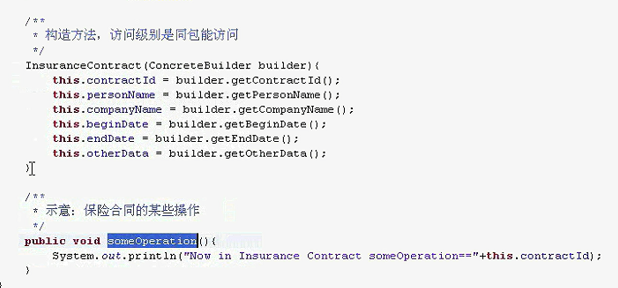 /**
* 构造方法，访问级别是同包能访问
*/
InsuranceContract(ConcreteBuilder builder){
this.contractId = builder.getContractId();
this.personName = builder.getPersonName();
this.companyName = builder.getCompanyName();
this.beginDate = builder.getBeginDate();
this.endDate = builder.getEndDate();
this.otherData = builder.getOtherData();
}
/**
* 示意：保险合同的某些操作
*/
public void someOperation(){
System.out.println("Now in Insurance Contract someOperation=="+this.contractId);
}
}